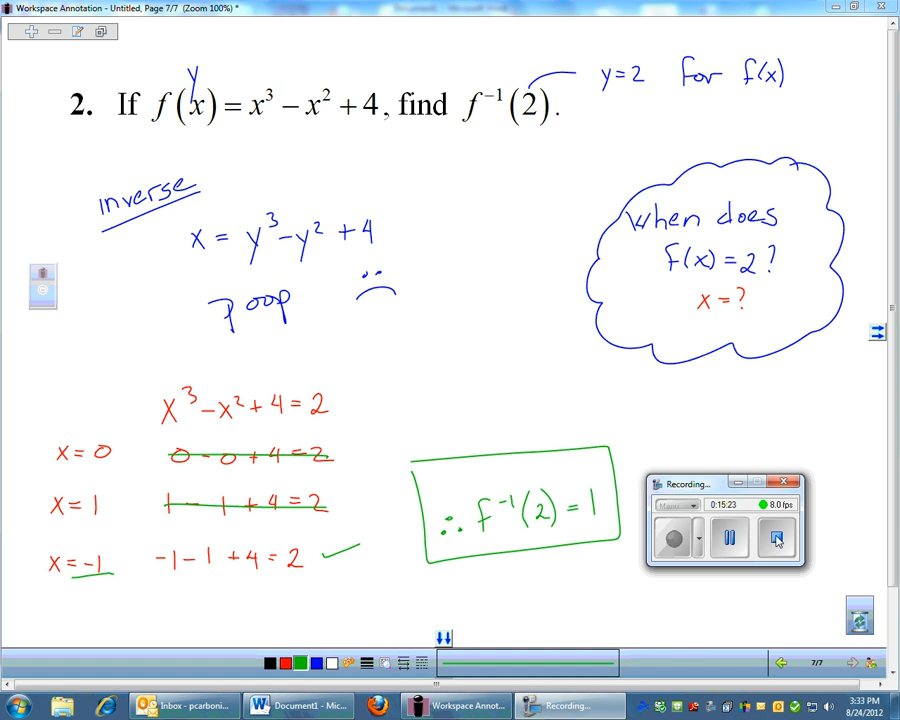 Workspace Annotation - Untitled, Page 7/7 (Zoom 100%) *
y
y=2 for f(x)
2. If f(x) = x³ − x² + 4, find f⁻¹(2).
inverse
x = y³ - y² + 4
poop
when does
f(x) = 2?
x = ?
x³ - x² + 4 = 2
x = 0 0 - 0 + 4 = 2
x = 1 1 - 1 + 4 = 2
x = -1 -1 - 1 + 4 = 2 ✓
∴ f⁻¹(2) = 1
Recording...
Menu 0:15:23 8.0 fps
7/7
Inbox - pcarboni... Document1 - Mic... Workspace Annot... Recording...
3:33 PM
8/24/2012